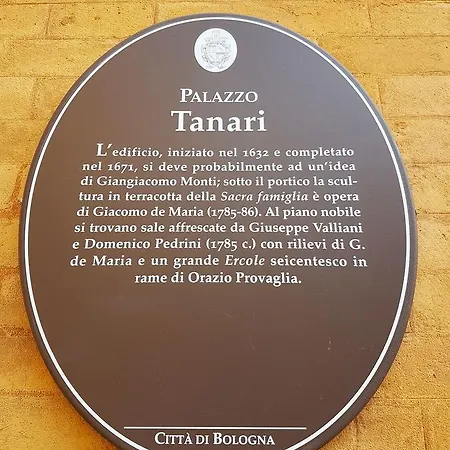 PALAZZO
Tanari
L'edificio, iniziato nel 1632 e completato
nel 1671, si deve probabilmente ad un'idea
di Giangiacomo Monti; sotto il portico la scul-
tura in terracotta della Sacra famiglia è opera
di Giacomo de Maria (1785-86). Al piano nobile
si trovano sale affrescate da Giuseppe Valliani
e Domenico Pedrini (1785 c.) con rilievi di G.
de Maria e un grande Ercole seicentesco in
rame di Orazio Provaglia.
CITTÀ DI BOLOGNA